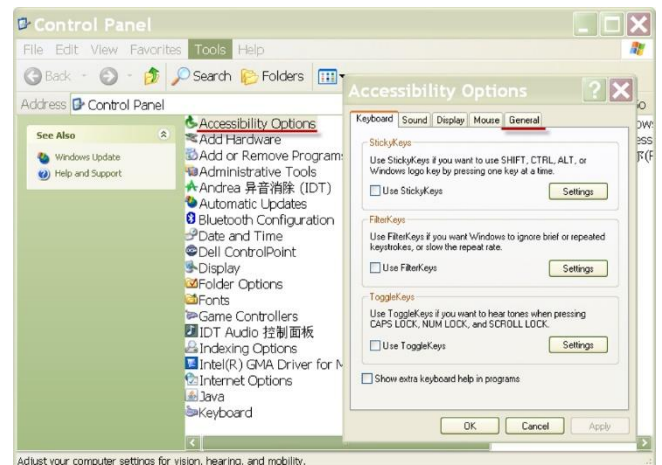 Control Panel
File Edit View Favorites Tools Help
Back Search Folders
Address Control Panel
See Also
Windows Update
Help and Support
Accessibility Options
Add Hardware
Add or Remove Program
Administrative Tools
Andrea 异音消除 (IDT)
Automatic Updates
Bluetooth Configuration
Date and Time
Dell ControlPoint
Display
Folder Options
Fonts
Game Controllers
IDT Audio 控制面板
Indexing Options
Intel(R) GMA Driver for M
Internet Options
Java
Keyboard
Accessibility Options
Keyboard Sound Display Mouse General
StickyKeys
Use StickyKeys if you want to use SHIFT, CTRL, ALT, or
Windows logo key by pressing one key at a time.
Use StickyKeys Settings
FilterKeys
Use FilterKeys if you want Windows to ignore brief or repeated
keystrokes, or slow the repeat rate.
Use FilterKeys Settings
ToggleKeys
Use ToggleKeys if you want to hear tones when pressing
CAPS LOCK, NUM LOCK, and SCROLL LOCK.
Use ToggleKeys Settings
Show extra keyboard help in programs
OK Cancel Apply
Adjust your computer settings for vision, hearing, and mobility.